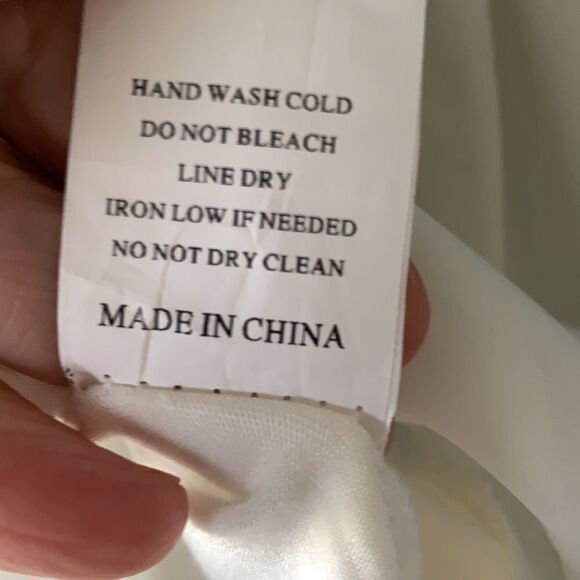 HAND WASH COLD
DO NOT BLEACH
LINE DRY
IRON LOW IF NEEDED
NO NOT DRY CLEAN
MADE IN CHINA